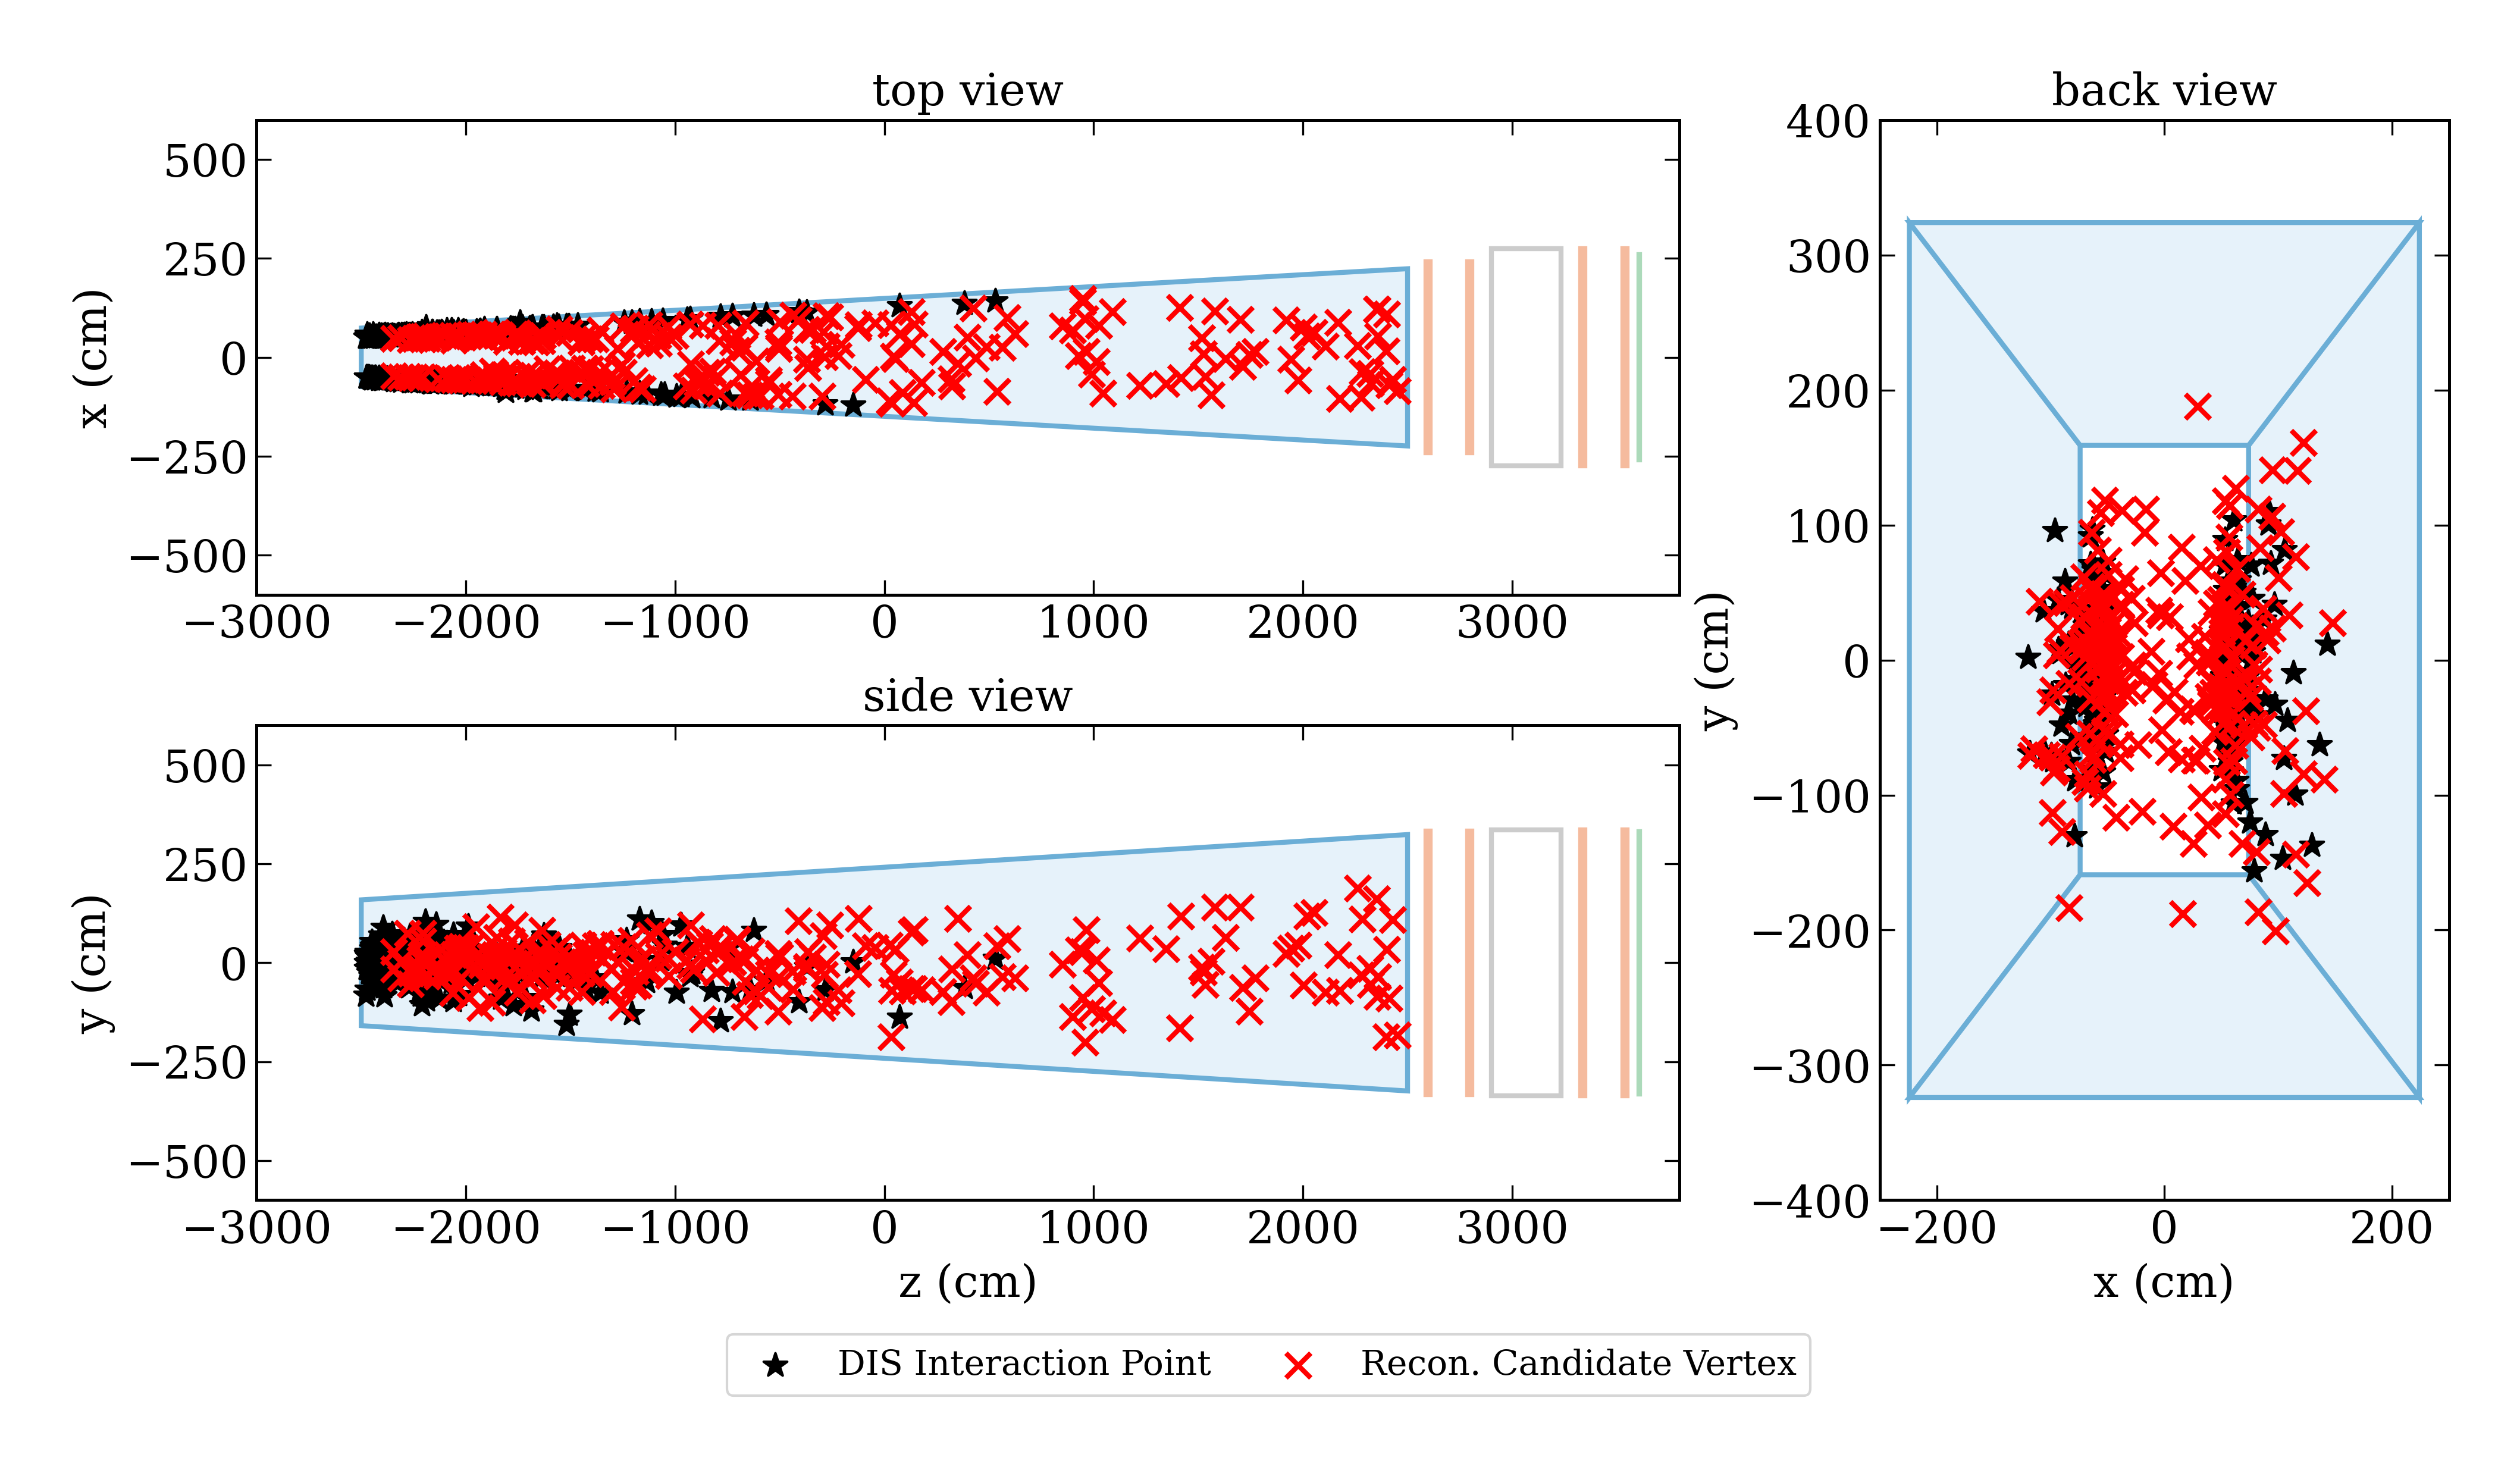 top view
500
250
0
−250
−500
x (cm)
−3000 −2000 −1000 0 1000 2000 3000
side view
500
250
0
−250
−500
y (cm)
−3000 −2000 −1000 0 1000 2000 3000
z (cm)
back view
400
300
200
100
0
−100
−200
−300
−400
y (cm)
−200 0 200
x (cm)
DIS Interaction Point
Recon. Candidate Vertex